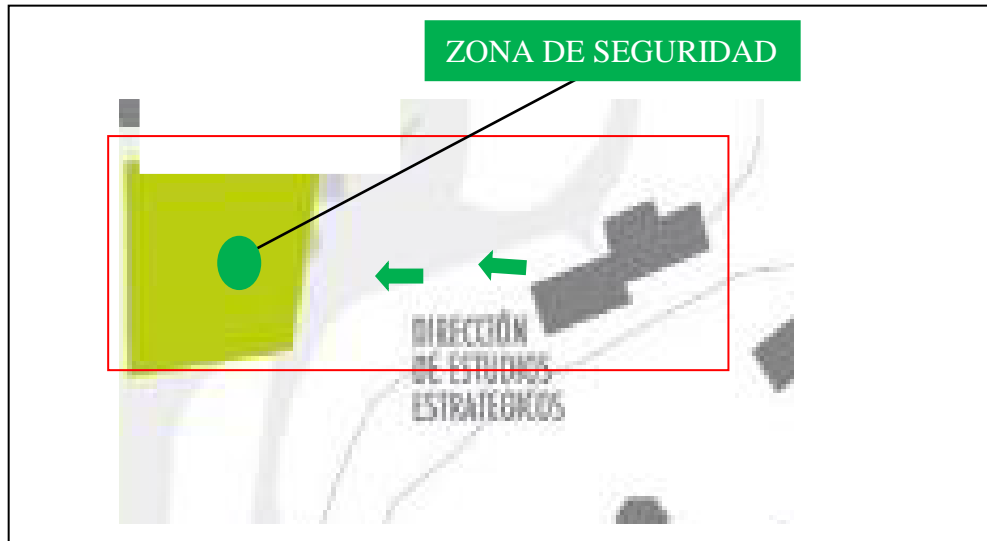 ZONA DE SEGURIDAD
DIRECCIÓN
DE ESTUDIOS
ESTRATÉGICOS